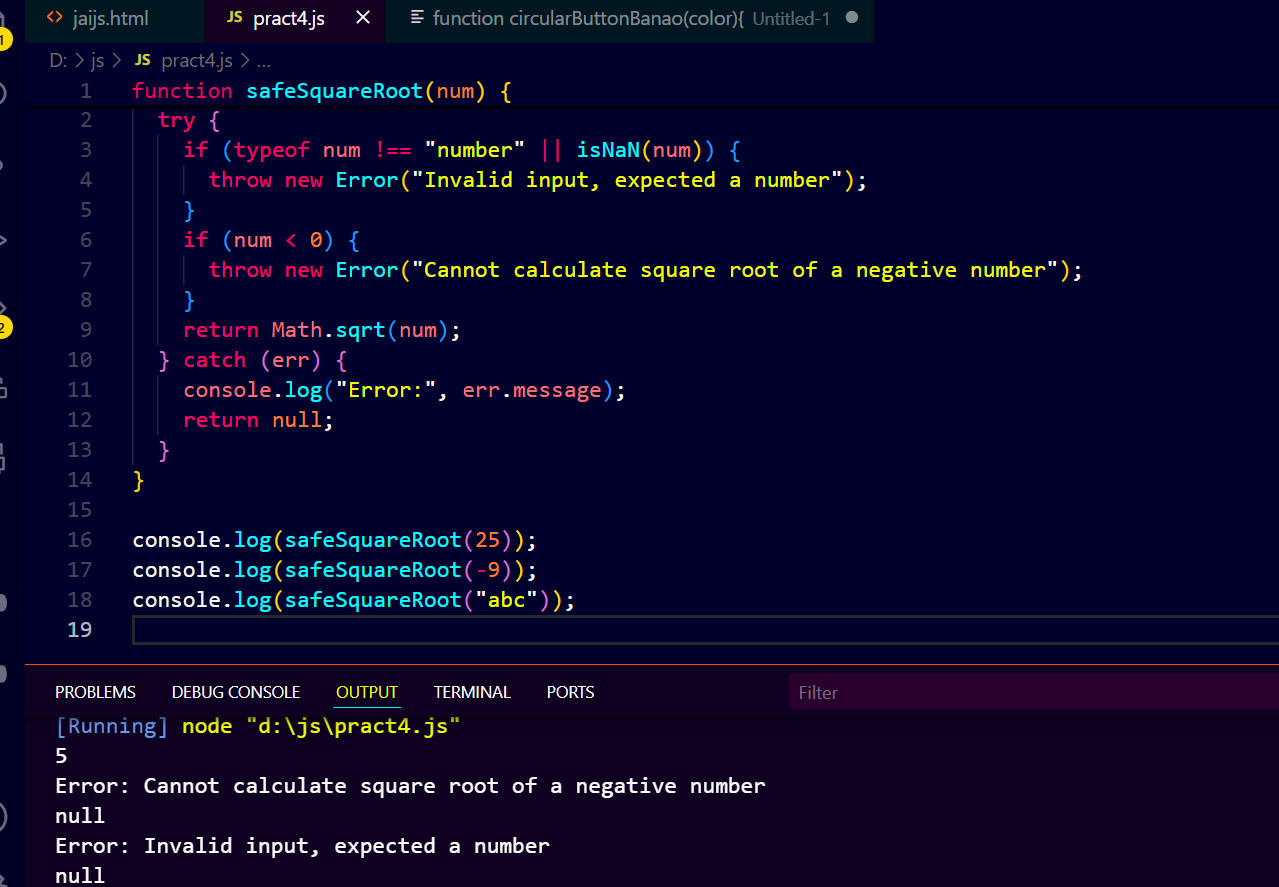 <> jaijs.html JS pract4.js × function circularButtonBanao(color){ Untitled-1 ●
D: > js > JS pract4.js > ...
1 function safeSquareRoot(num) {
2 try {
3 if (typeof num !== "number" || isNaN(num)) {
4 throw new Error("Invalid input, expected a number");
5 }
6 if (num < 0) {
7 throw new Error("Cannot calculate square root of a negative number");
8 }
9 return Math.sqrt(num);
10 } catch (err) {
11 console.log("Error:", err.message);
12 return null;
13 }
14 }
15
16 console.log(safeSquareRoot(25));
17 console.log(safeSquareRoot(-9));
18 console.log(safeSquareRoot("abc"));
19
PROBLEMS DEBUG CONSOLE OUTPUT TERMINAL PORTS Filter
[Running] node "d:\js\pract4.js"
5
Error: Cannot calculate square root of a negative number
null
Error: Invalid input, expected a number
null
1
2